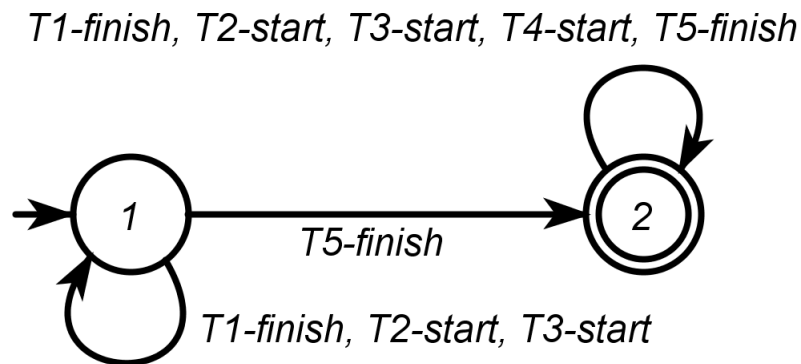 T1-finish, T2-start, T3-start, T4-start, T5-finish
1
2
T5-finish
T1-finish, T2-start, T3-start